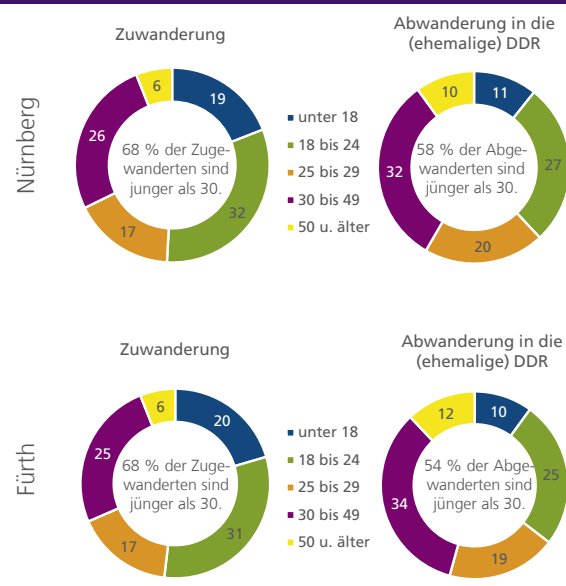 Zuwanderung
Abwanderung in die
(ehemalige) DDR
Nürnberg
6
19
26
32
17
68 % der Zuge-
wanderten sind
junger als 30.
unter 18
18 bis 24
25 bis 29
30 bis 49
50 u. älter
10
11
32
27
20
58 % der Abge-
wanderten sind
jünger als 30.
Zuwanderung
Abwanderung in die
(ehemalige) DDR
Fürth
6
20
25
31
17
68 % der Zuge-
wanderten sind
jünger als 30.
unter 18
18 bis 24
25 bis 29
30 bis 49
50 u. älter
12
10
34
25
19
54 % der Abge-
wanderten sind
jünger als 30.